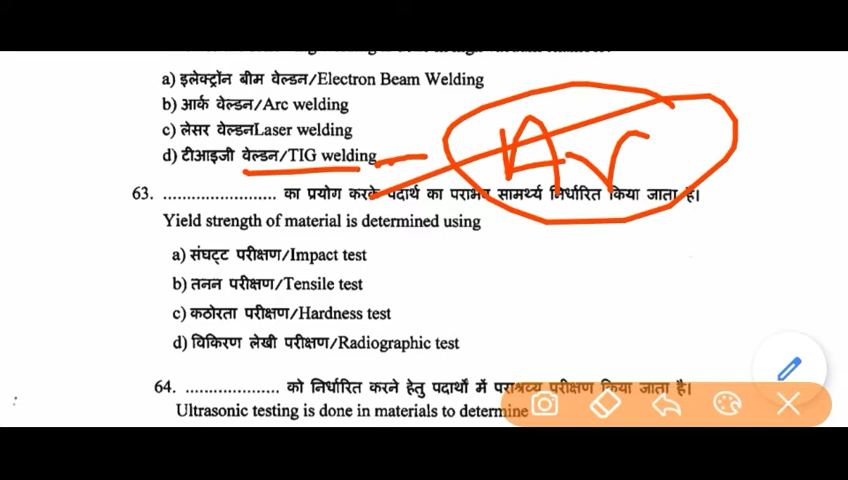 a) इलेक्ट्रॉन बीम वेल्डन/Electron Beam Welding
b) आर्क वेल्डन/Arc welding
c) लेसर वेल्डनLaser welding
d) टीआइजी वेल्डन/TIG welding
Ar
63. ........................ का प्रयोग करके पदार्थ का पराभव सामर्थ्य निर्धारित किया जाता है।
Yield strength of material is determined using
a) संघट्ट परीक्षण/Impact test
b) तनन परीक्षण/Tensile test
c) कठोरता परीक्षण/Hardness test
d) विकिरण लेखी परीक्षण/Radiographic test
64. .................... को निर्धारित करने हेतु पदार्थों में पराश्रव्य परीक्षण किया जाता है।
Ultrasonic testing is done in materials to determine